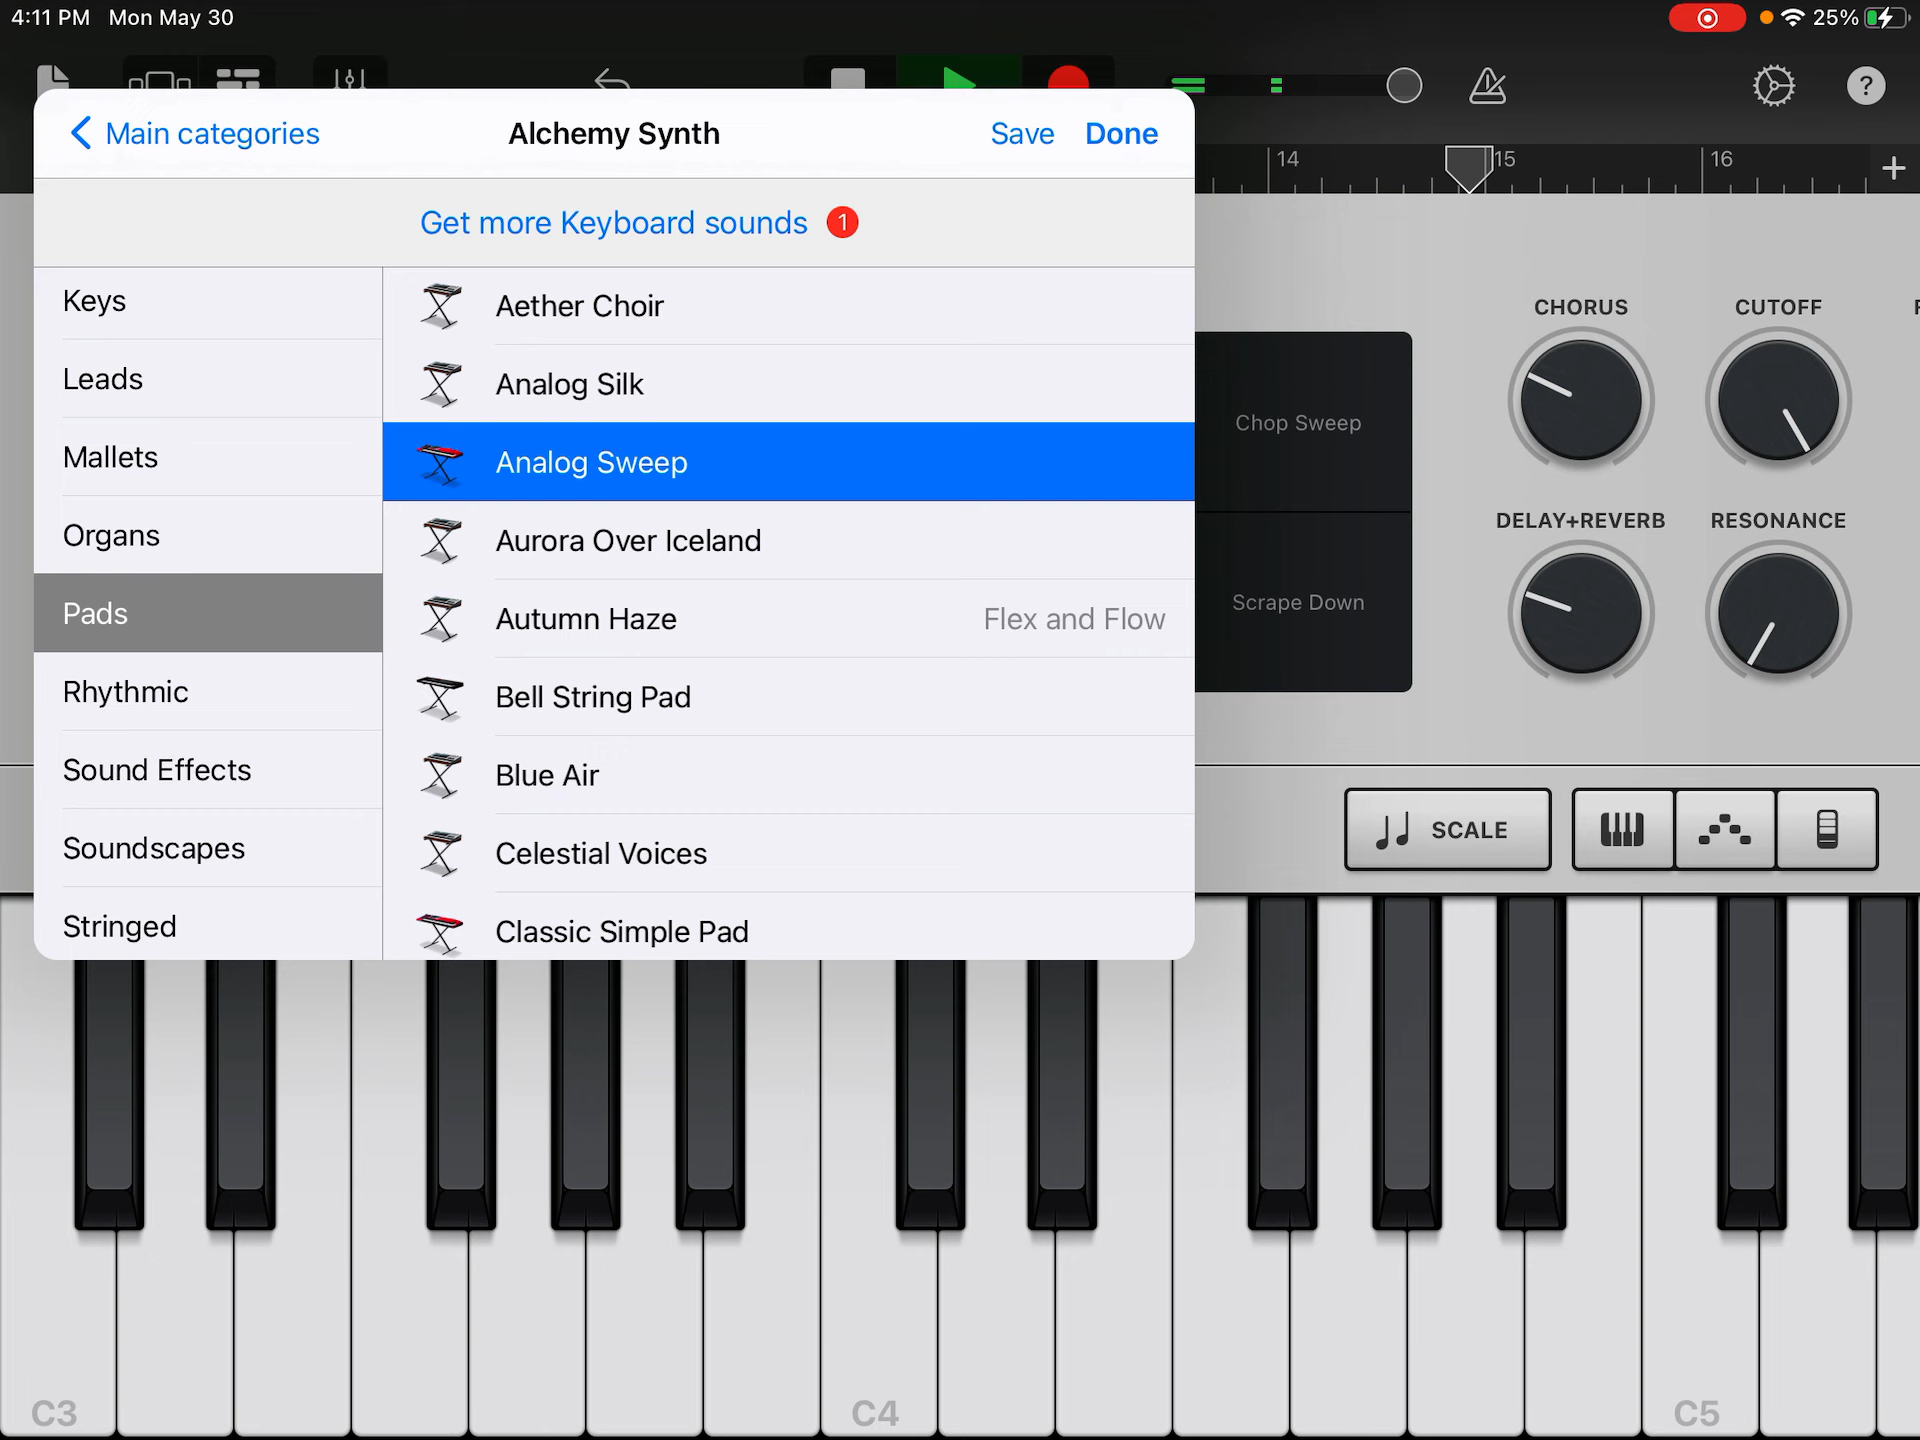 4:11 PM Mon May 30
25%
?
Main categories
Alchemy Synth
Save
Done
14
15
16
+
Get more Keyboard sounds
1
Keys
Leads
Mallets
Organs
Pads
Rhythmic
Sound Effects
Soundscapes
Stringed
Aether Choir
Analog Silk
Analog Sweep
Aurora Over Iceland
Autumn Haze
Flex and Flow
Bell String Pad
Blue Air
Celestial Voices
Classic Simple Pad
Chop Sweep
Scrape Down
CHORUS
CUTOFF
DELAY+REVERB
RESONANCE
SCALE
C3
C4
C5